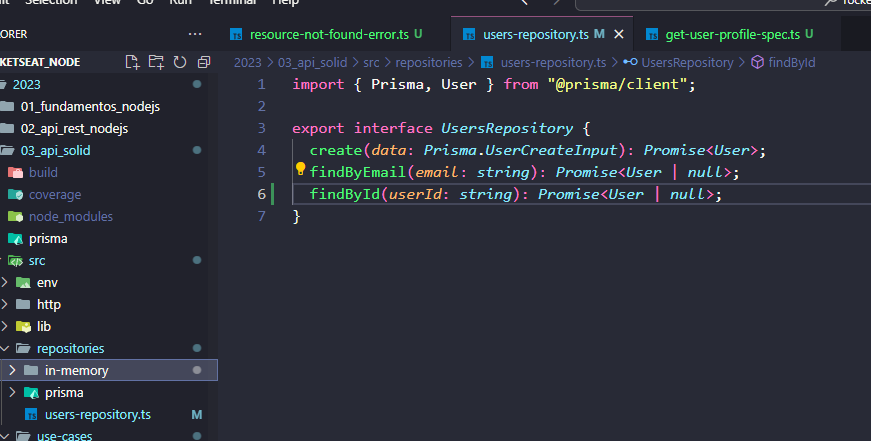 View Go Run Terminal Help
ORER
KETSEAT_NODE
2023
01_fundamentos_nodejs
02_api_rest_nodejs
03_api_solid
build
coverage
node_modules
prisma
src
env
http
lib
repositories
in-memory
prisma
users-repository.ts M
use-cases
resource-not-found-error.ts U
users-repository.ts M
get-user-profile-spec.ts U
2023 > 03_api_solid > src > repositories > users-repository.ts > UsersRepository > findById
1 import { Prisma, User } from "@prisma/client";
2
3 export interface UsersRepository {
4 create(data: Prisma.UserCreateInput): Promise<User>;
5 findByEmail(email: string): Promise<User | null>;
6 findById(userId: string): Promise<User | null>;
7 }